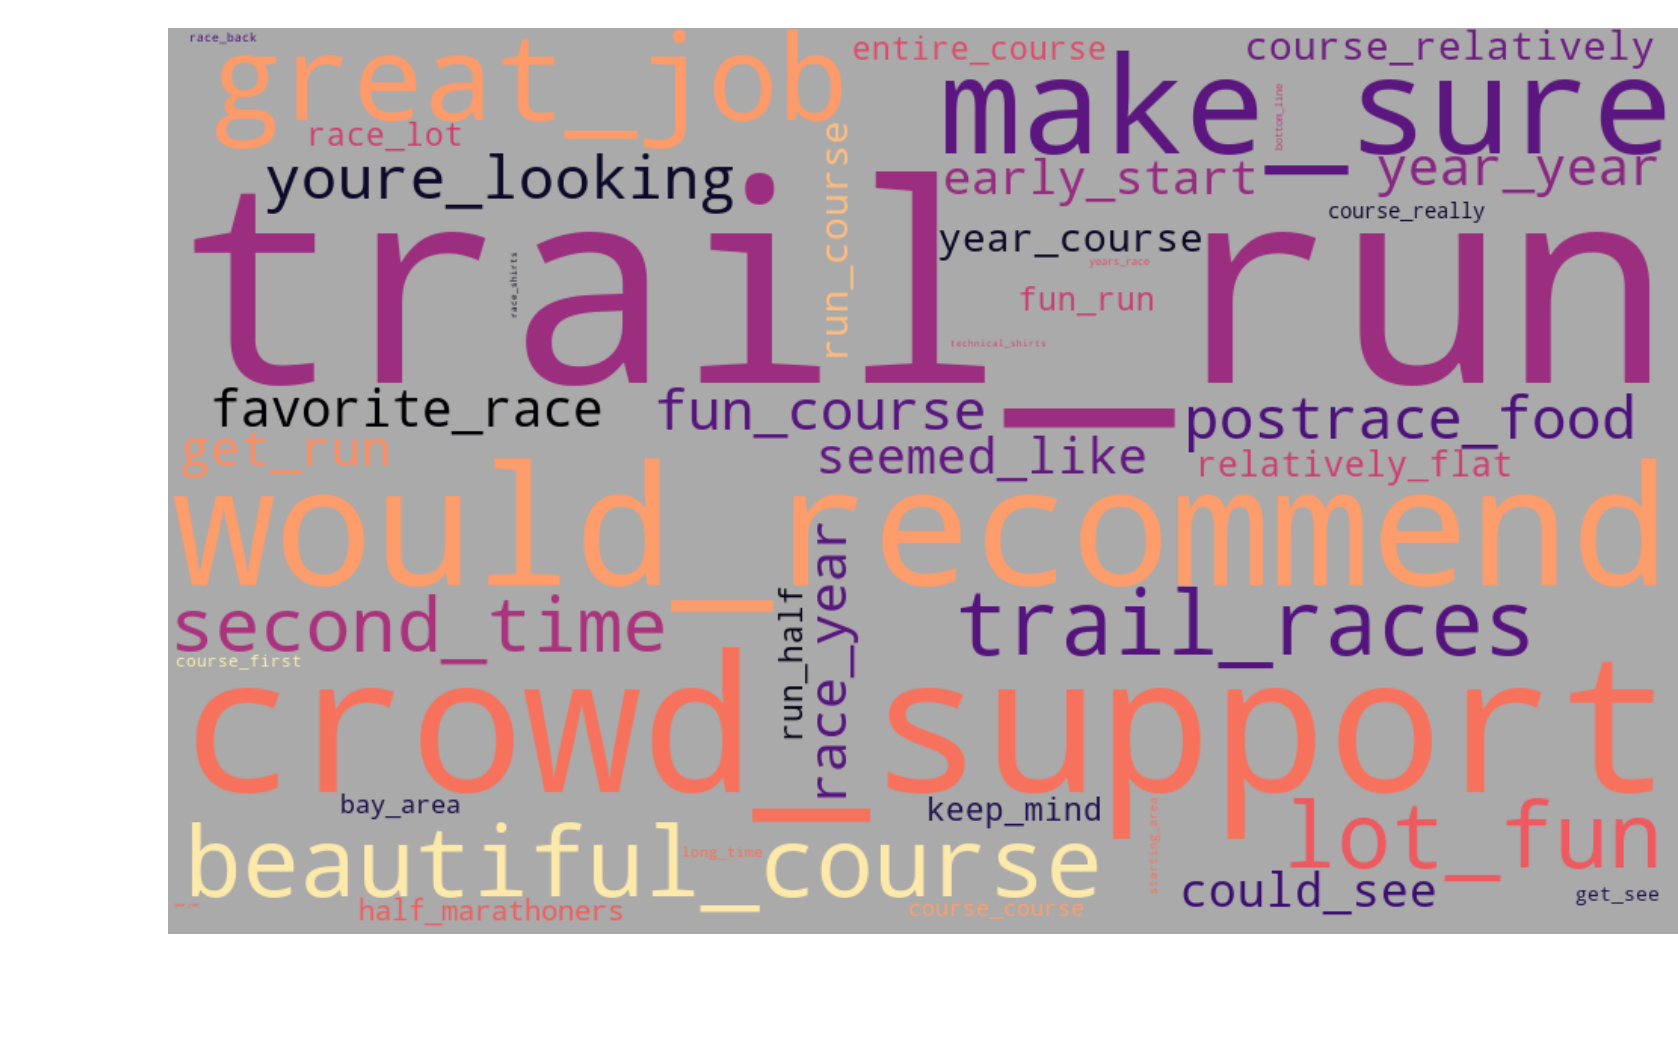 race_back
great_job
entire_course
course_relatively
make_sure
bottom_line
race_lot
run_course
youre_looking
early_start
year_year
trail_run
course_really
year_course
race_shirts
years_race
fun_run
technical_shirts
favorite_race
fun_course
postrace_food
get_run
seemed_like
relatively_flat
would_recommend
race_year
run_half
second_time
trail_races
course_first
crowd_support
bay_area
keep_mind
starting_area
lot_fun
beautiful_course
long_time
could_see
get_see
half_marathoners
course_course